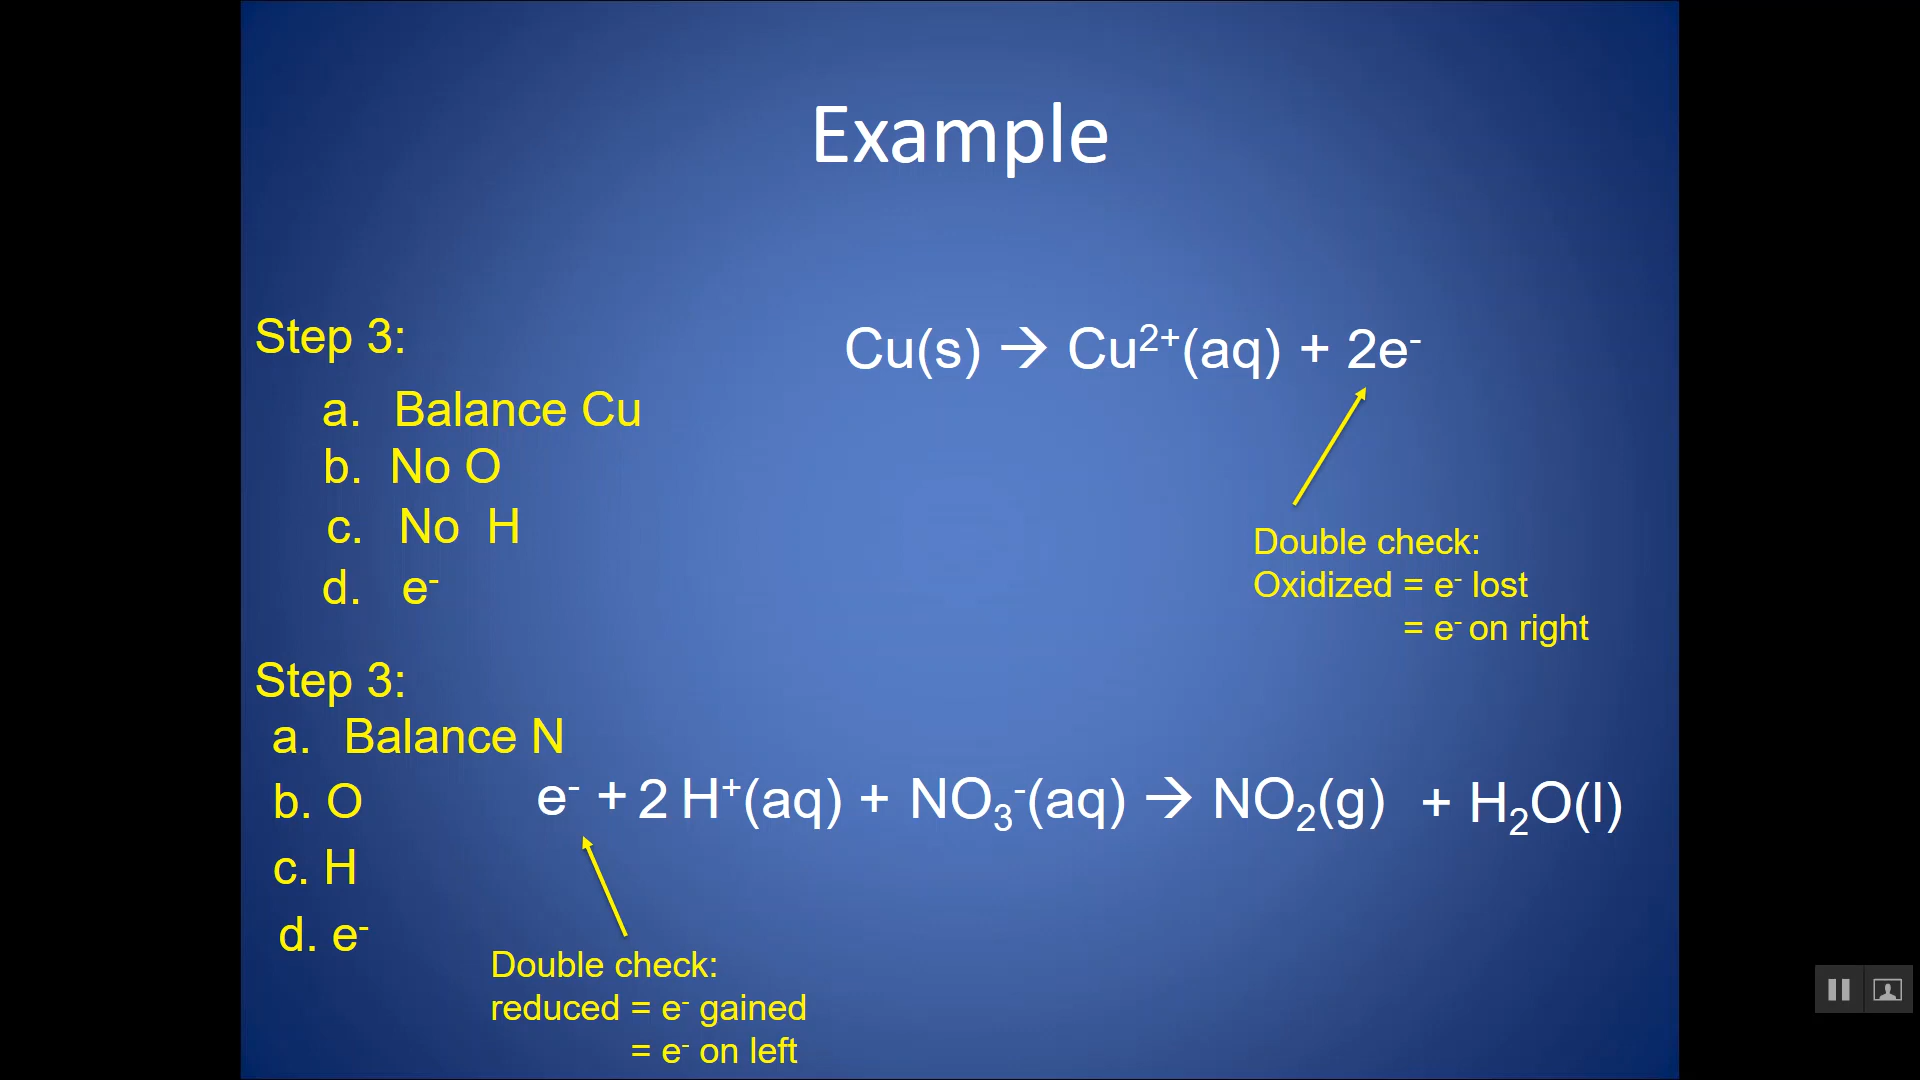 Example
Step 3:
Cu(s) → Cu²⁺(aq) + 2e⁻
a. Balance Cu
b. No O
c. No H
d. e⁻
Double check:
Oxidized = e⁻ lost
= e⁻ on right
Step 3:
a. Balance N
b. O
e⁻ + 2 H⁺(aq) + NO₃⁻(aq) → NO₂(g) + H₂O(l)
c. H
d. e⁻
Double check:
reduced = e⁻ gained
= e⁻ on left